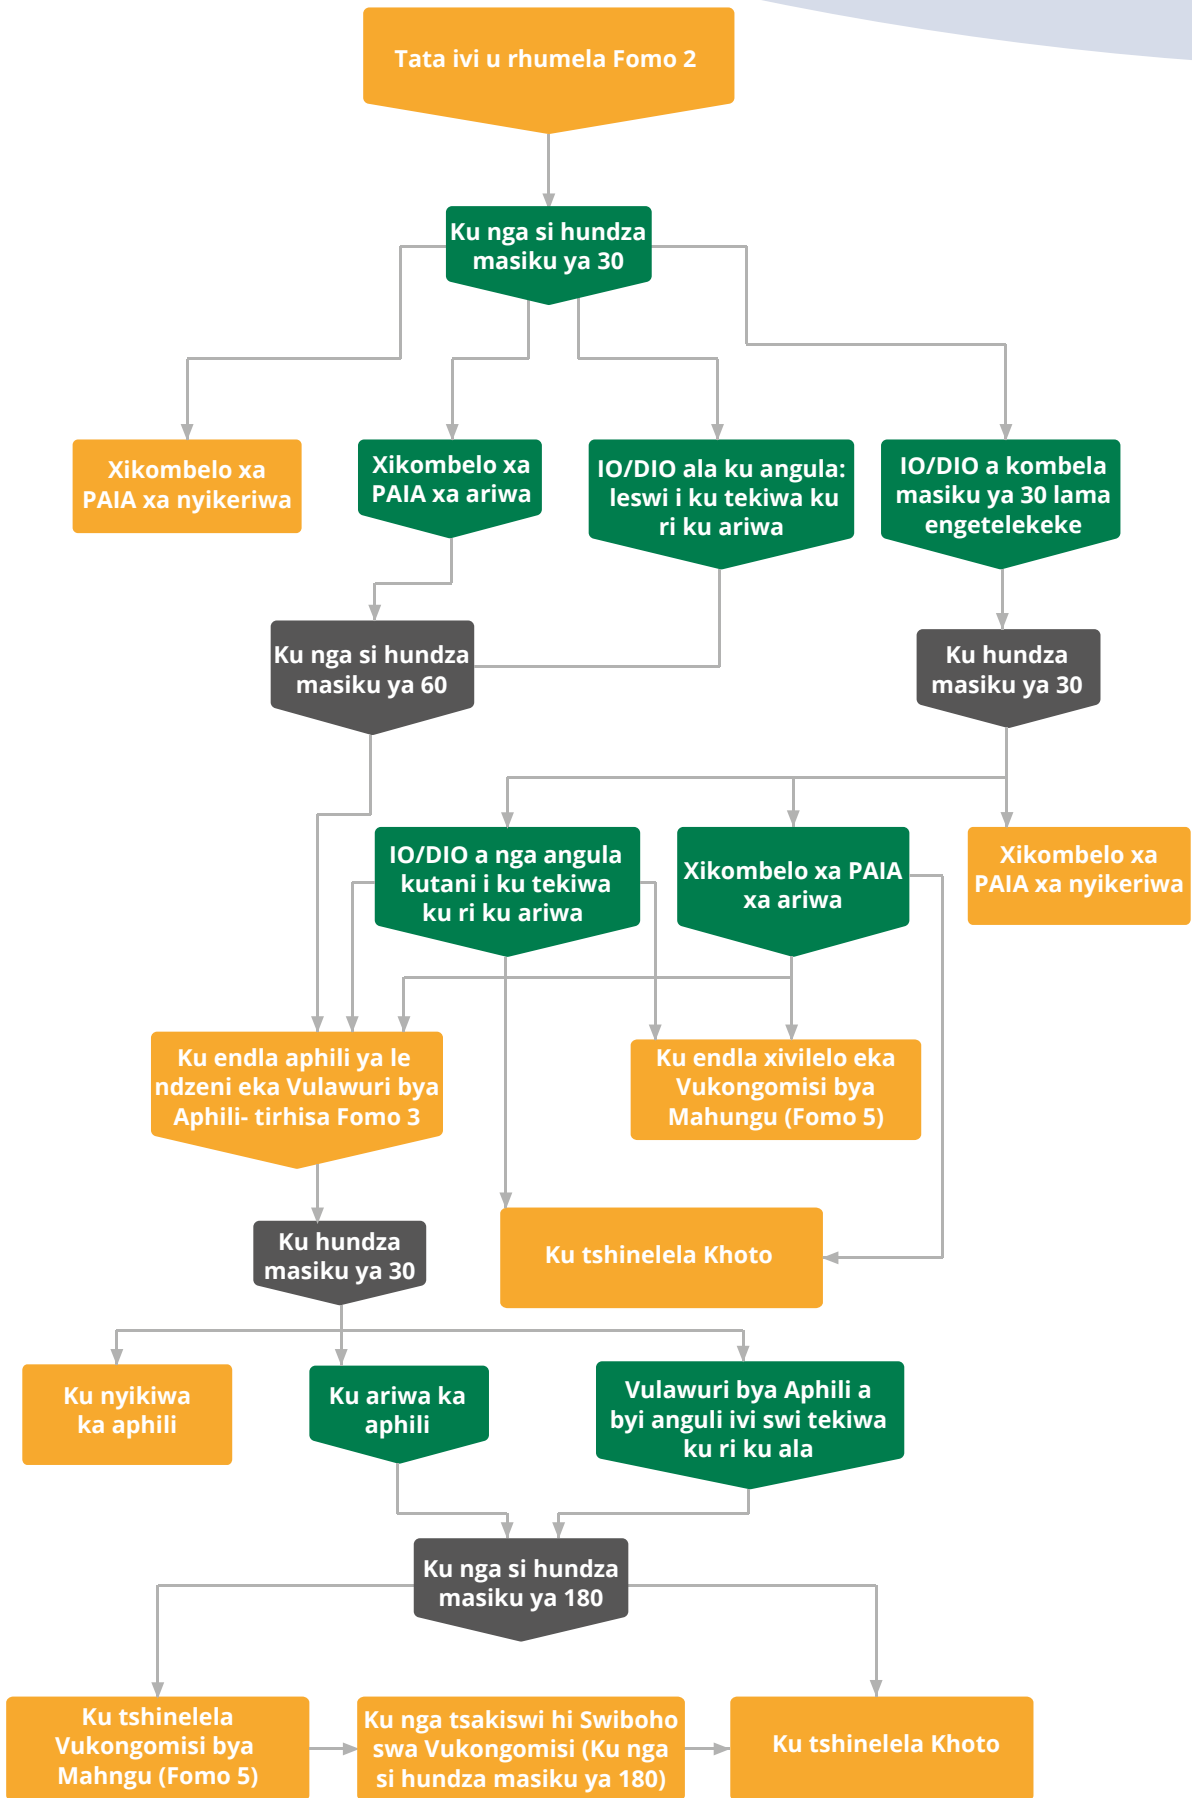 Tata ivi u rhumela Fomo 2
Ku nga si hundza
masiku ya 30
Xikombelo xa
PAIA xa nyikeriwa
Xikombelo xa
PAIA xa ariwa
IO/DIO ala ku angula:
leswi i ku tekiwa ku
ri ku ariwa
IO/DIO a kombela
masiku ya 30 lama
engetelekeke
Ku nga si hundza
masiku ya 60
Ku hundza
masiku ya 30
IO/DIO a nga angula
kutani i ku tekiwa
ku ri ku ariwa
Xikombelo xa PAIA
xa ariwa
Xikombelo xa
PAIA xa nyikeriwa
Ku endla aphili ya le
ndzeni eka Vulawuri bya
Aphili- tirhisa Fomo 3
Ku endla xivilelo eka
Vukongomisi bya
Mahungu (Fomo 5)
Ku tshinelela Khoto
Ku hundza
masiku ya 30
Ku nyikiwa
ka aphili
Ku ariwa ka
aphili
Vulawuri bya Aphili a
byi anguli ivi swi tekiwa
ku ri ku ala
Ku nga si hundza
masiku ya 180
Ku tshinelela
Vukongomisi bya
Mahngu (Fomo 5)
Ku nga tsakiswi hi Swiboho
swa Vukongomisi (Ku nga
si hundza masiku ya 180)
Ku tshinelela Khoto